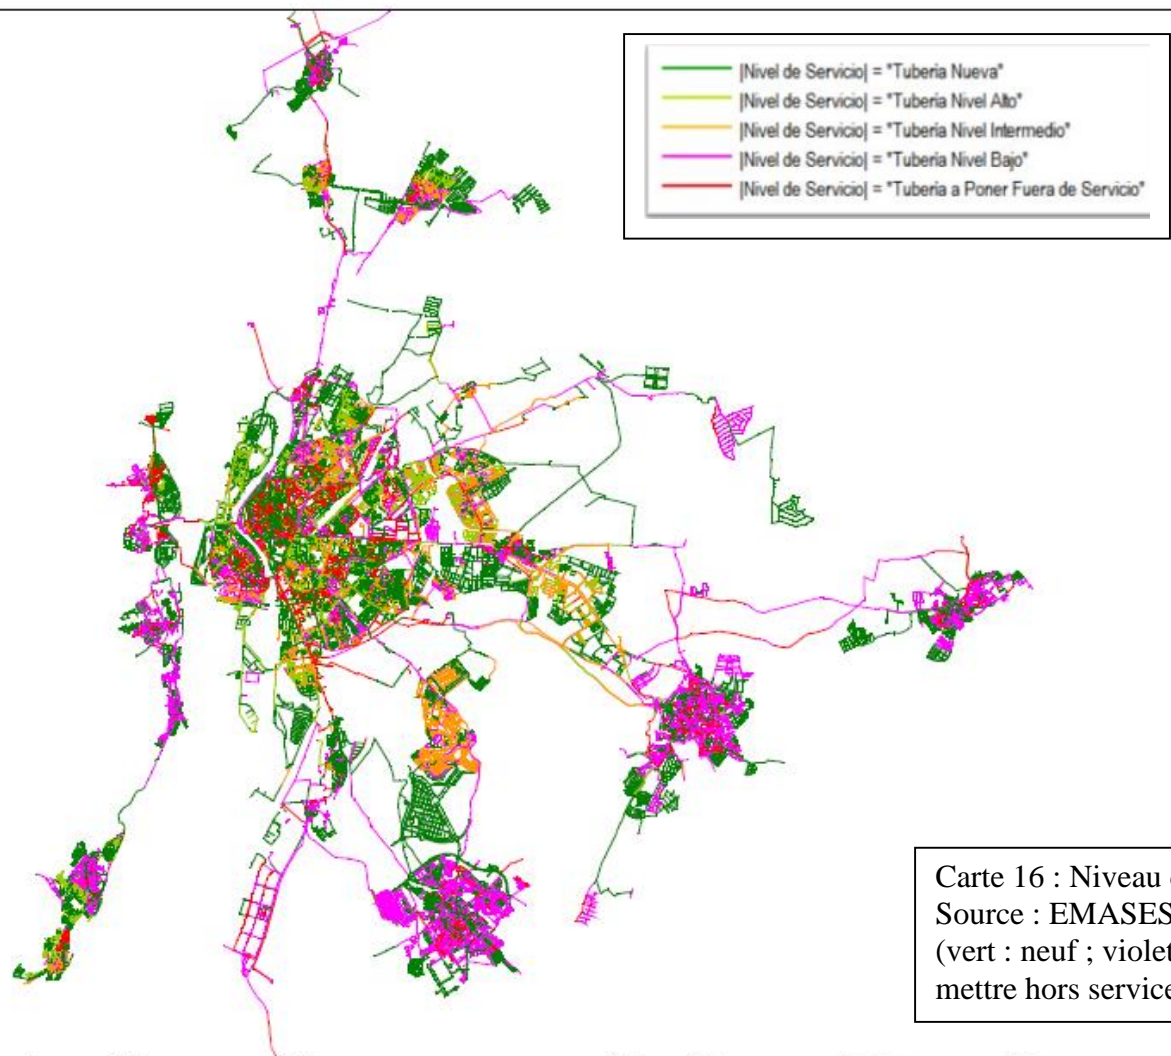 |Nivel de Servicio| = "Tuberia Nueva"
|Nivel de Servicio| = "Tuberia Nivel Alto"
|Nivel de Servicio| = "Tuberia Nivel Intermedio"
|Nivel de Servicio| = "Tuberia Nivel Bajo"
|Nivel de Servicio| = "Tuberia a Poner Fuera de Servicio"
Carte 16 : Niveau
Source : EMASES
(vert : neuf ; violet
mettre hors service